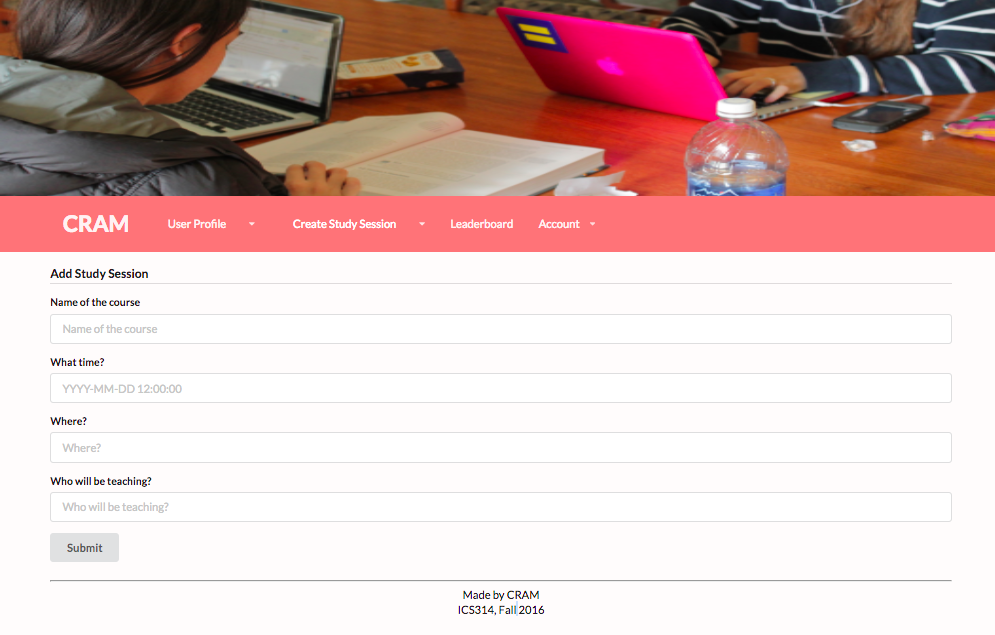 CRAM
User Profile
Create Study Session
Leaderboard
Account
Add Study Session
Name of the course
Name of the course
What time?
YYYY-MM-DD 12:00:00
Where?
Where?
Who will be teaching?
Who will be teaching?
Submit
Made by CRAM
ICS314, Fall 2016